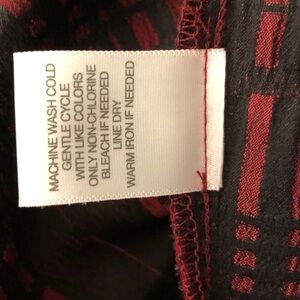 MACHINE WASH COLD
GENTLE CYCLE
WITH LIKE COLORS
ONLY NON-CHLORINE
BLEACH IF NEEDED
LINE DRY
WARM IRON IF NEEDED